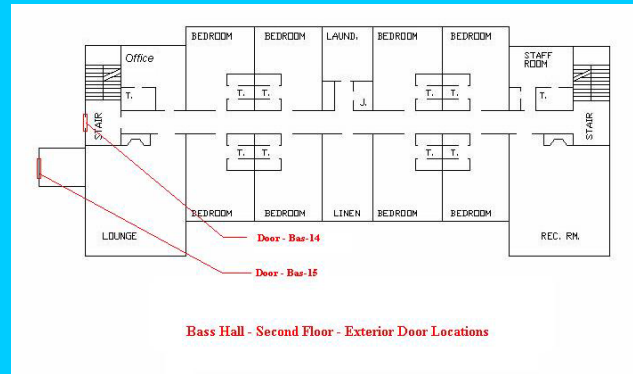 BEDROOM BEDROOM LAUND. BEDROOM BEDROOM
Office
STAFF
ROOM
T.
T. T.
J.
T. T.
T.
STAIR
STAIR
T. T.
T. T.
BEDROOM BEDROOM LINEN BEDROOM BEDROOM
LOUNGE
REC. RM.
Door - Bas-14
Door - Bas-15
Bass Hall - Second Floor - Exterior Door Locations